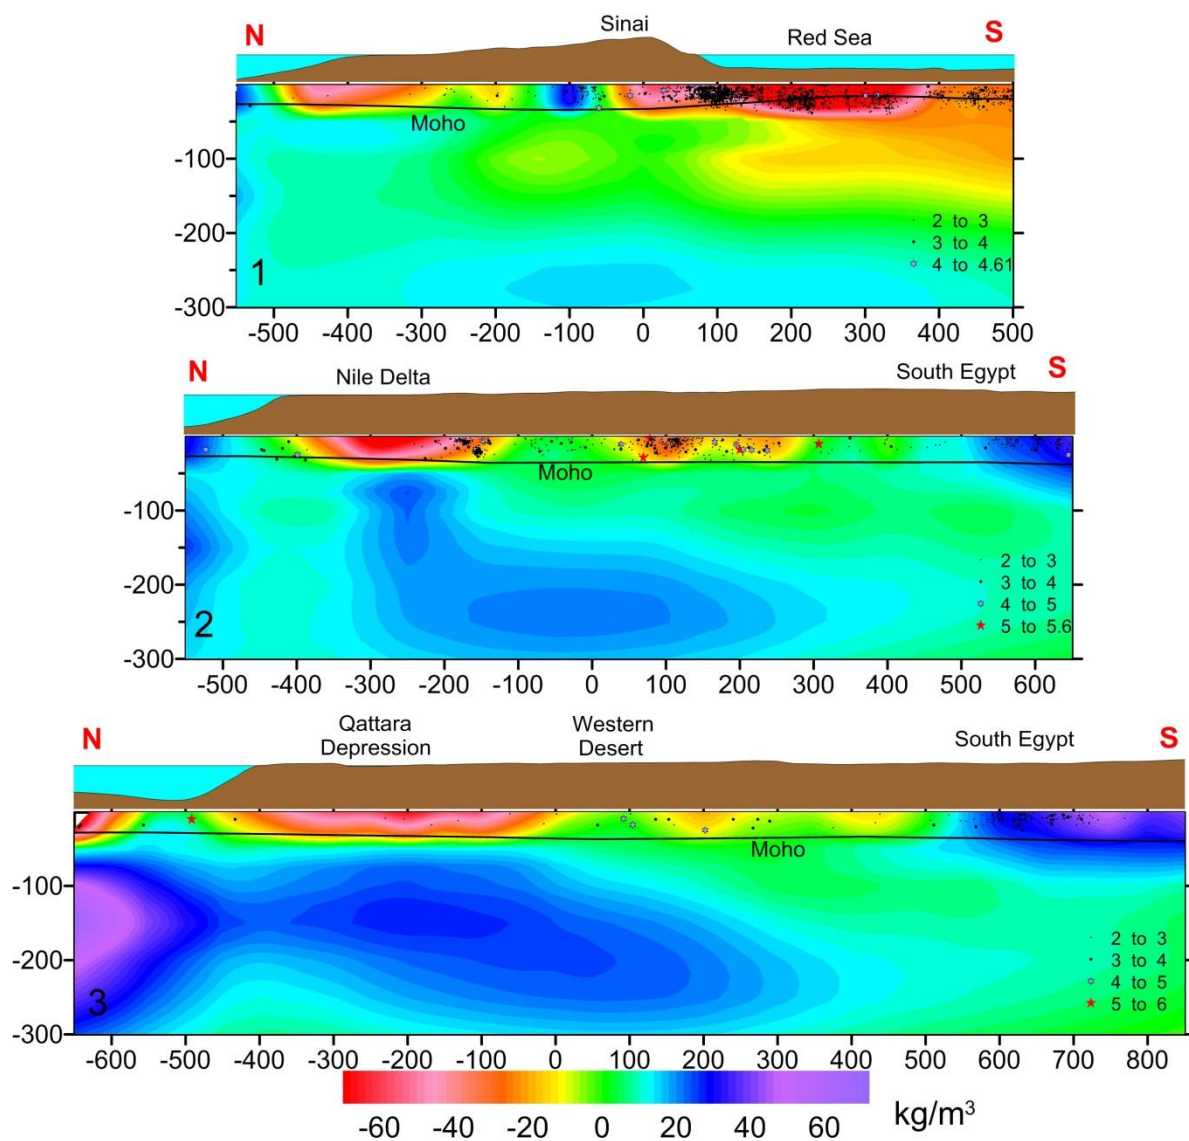 N Sinai Red Sea S
Moho
-100
-200
-300
2 to 3
3 to 4
4 to 4.61
1
-500 -400 -300 -200 -100 0 100 200 300 400 500
N Nile Delta South Egypt S
Moho
-100
-200
-300
2 to 3
3 to 4
4 to 5
5 to 5.6
2
-500 -400 -300 -200 -100 0 100 200 300 400 500 600
N Qattara Depression Western Desert South Egypt S
Moho
-100
-200
-300
2 to 3
3 to 4
4 to 5
5 to 6
3
-600 -500 -400 -300 -200 -100 0 100 200 300 400 500 600 700 800
-60 -40 -20 0 20 40 60 kg/m³